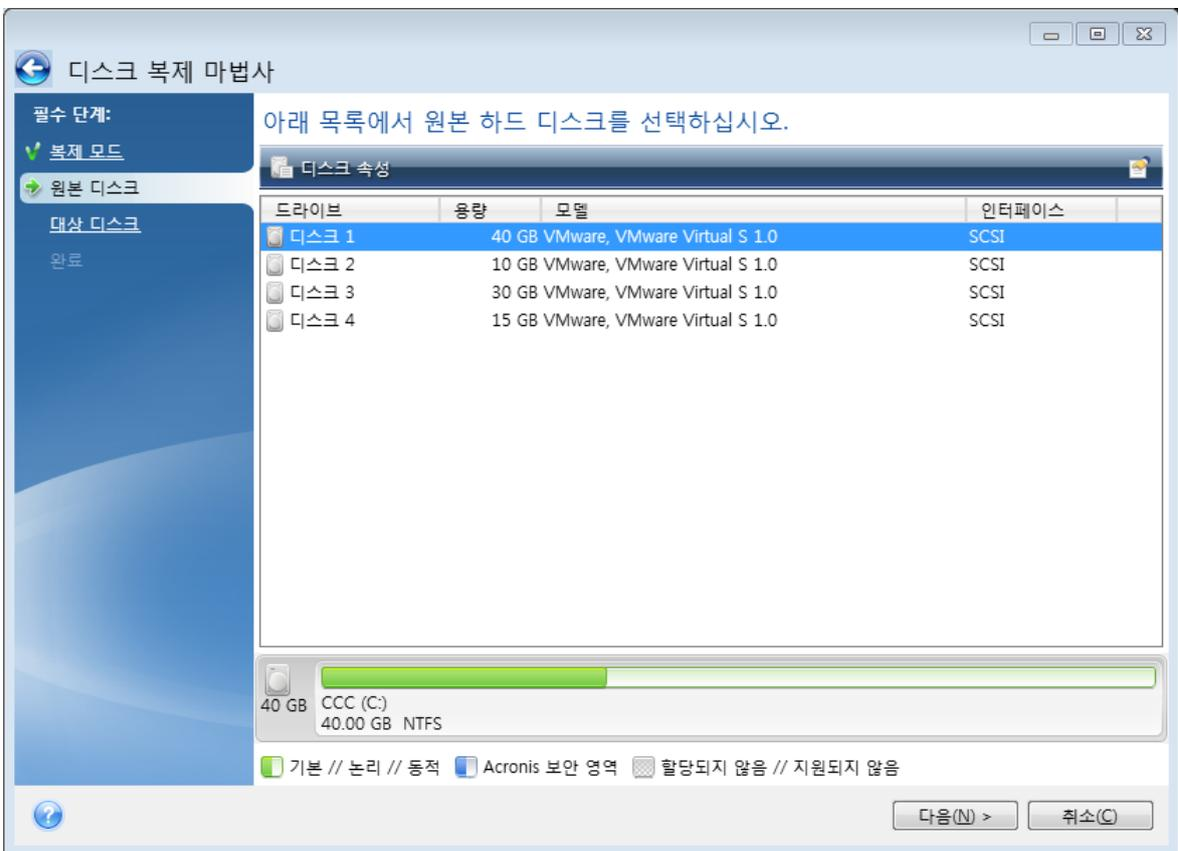 디스크 복제 마법사
필수 단계:
복제 모드
원본 디스크
대상 디스크
완료
아래 목록에서 원본 하드 디스크를 선택하십시오.
디스크 속성
드라이브 용량 모델 인터페이스
디스크 1 40 GB VMware, VMware Virtual S 1.0 SCSI
디스크 2 10 GB VMware, VMware Virtual S 1.0 SCSI
디스크 3 30 GB VMware, VMware Virtual S 1.0 SCSI
디스크 4 15 GB VMware, VMware Virtual S 1.0 SCSI
40 GB CCC (C:)
40.00 GB NTFS
기본 // 논리 // 동적 Acronis 보안 영역 할당되지 않음 // 지원되지 않음
다음(N) > 취소(C)